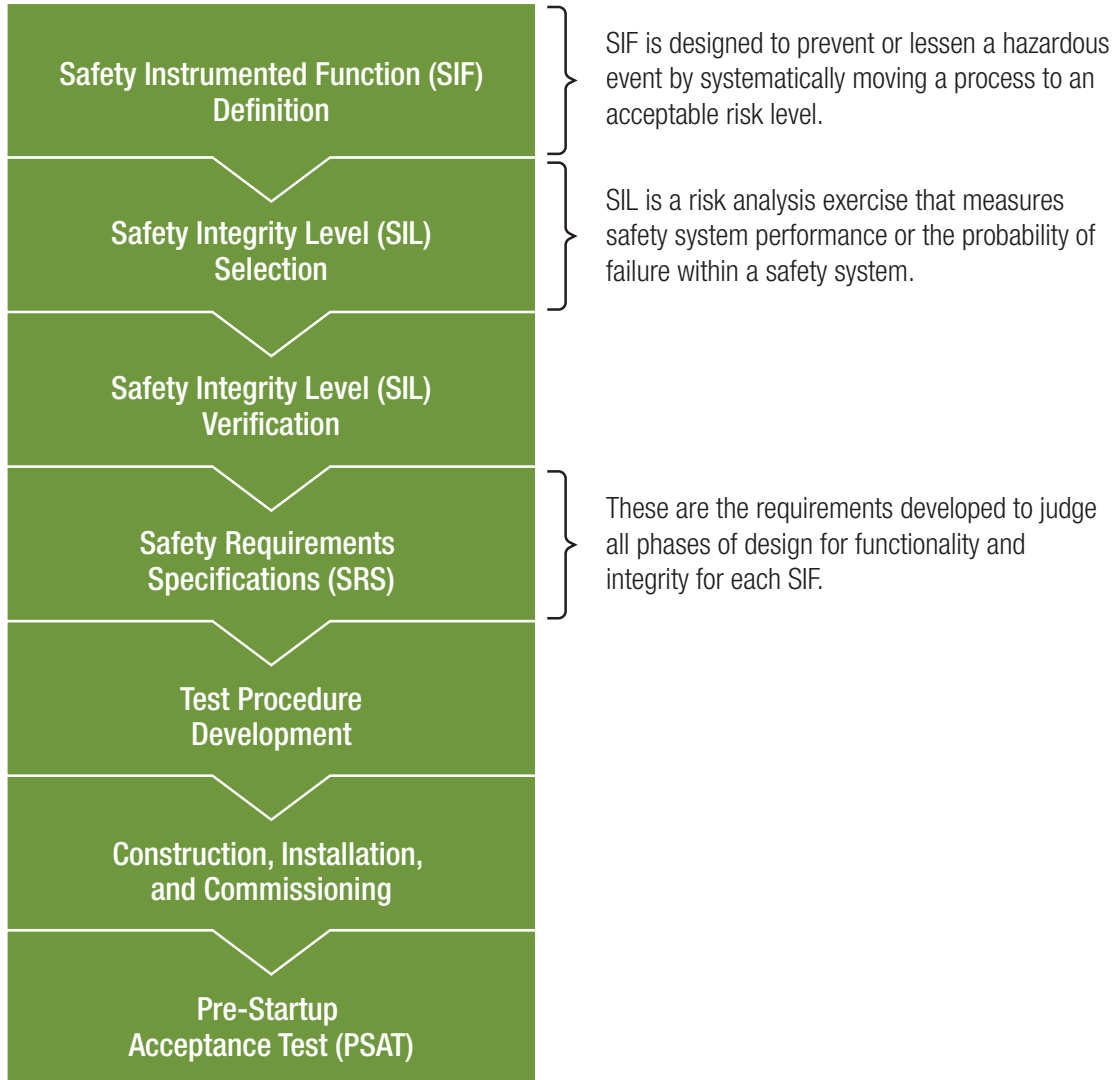 Safety Instrumented Function (SIF)
Definition
SIF is designed to prevent or lessen a hazardous
event by systematically moving a process to an
acceptable risk level.
Safety Integrity Level (SIL)
Selection
SIL is a risk analysis exercise that measures
safety system performance or the probability of
failure within a safety system.
Safety Integrity Level (SIL)
Verification
Safety Requirements
Specifications (SRS)
These are the requirements developed to judge
all phases of design for functionality and
integrity for each SIF.
Test Procedure
Development
Construction, Installation,
and Commissioning
Pre-Startup
Acceptance Test (PSAT)